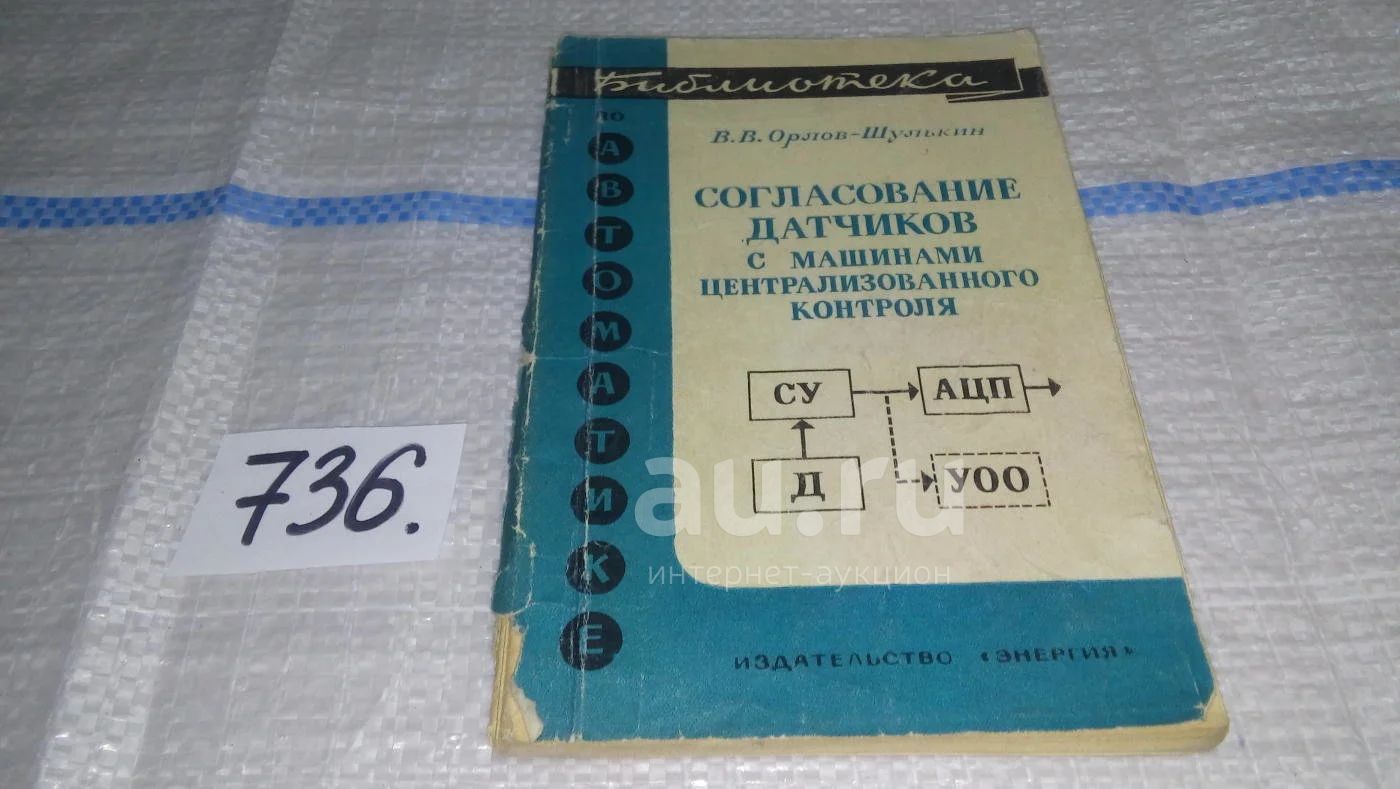 Библиотека
по
АВТОМАТИКЕ
В. В. Орлов-Шулькин
СОГЛАСОВАНИЕ
ДАТЧИКОВ
С МАШИНАМИ
ЦЕНТРАЛИЗОВАННОГО
КОНТРОЛЯ
СУ
АЦП
Д
УОО
ИЗДАТЕЛЬСТВО «ЭНЕРГИЯ»
736.
au.ru
интернет-аукцион